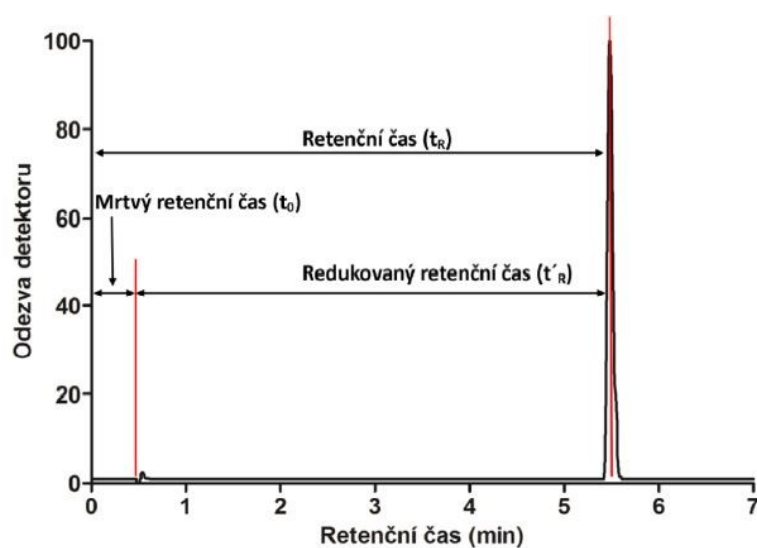 100
Retenční čas (tR)
80
Mrtvý retenční čas (t0)
60
Redukovaný retenční čas (t´R)
40
20
0
Odezva detektoru
0 1 2 3 4 5 6 7
Retenční čas (min)